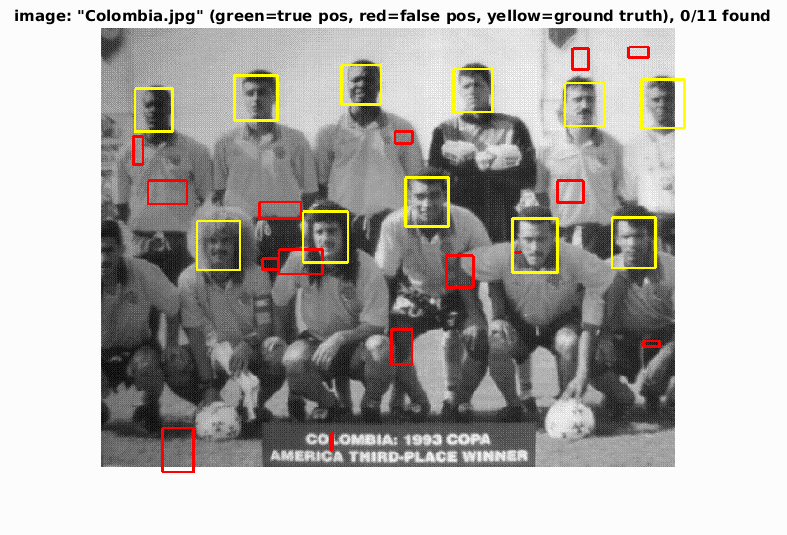 image: "Colombia.jpg" (green=true pos, red=false pos, yellow=ground truth), 0/11 found
COLOMBIA: 1993 COPA
AMERICA THIRD-PLACE WINNER